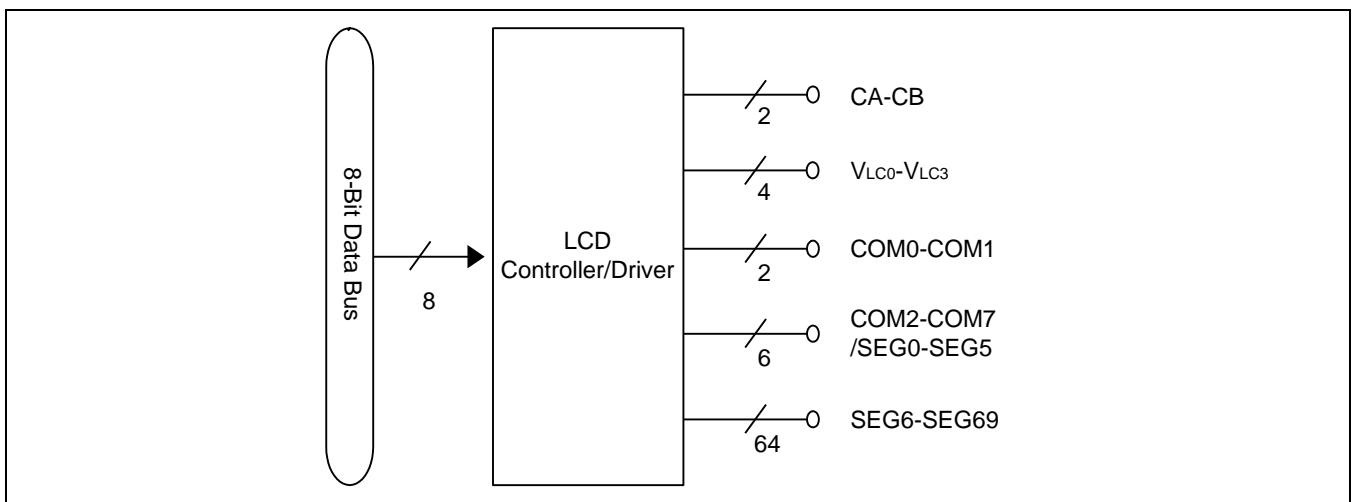 8-Bit Data Bus
8
LCD
Controller/Driver
2
CA-CB
4
VLC0-VLC3
2
COM0-COM1
6
COM2-COM7
/SEG0-SEG5
64
SEG6-SEG69